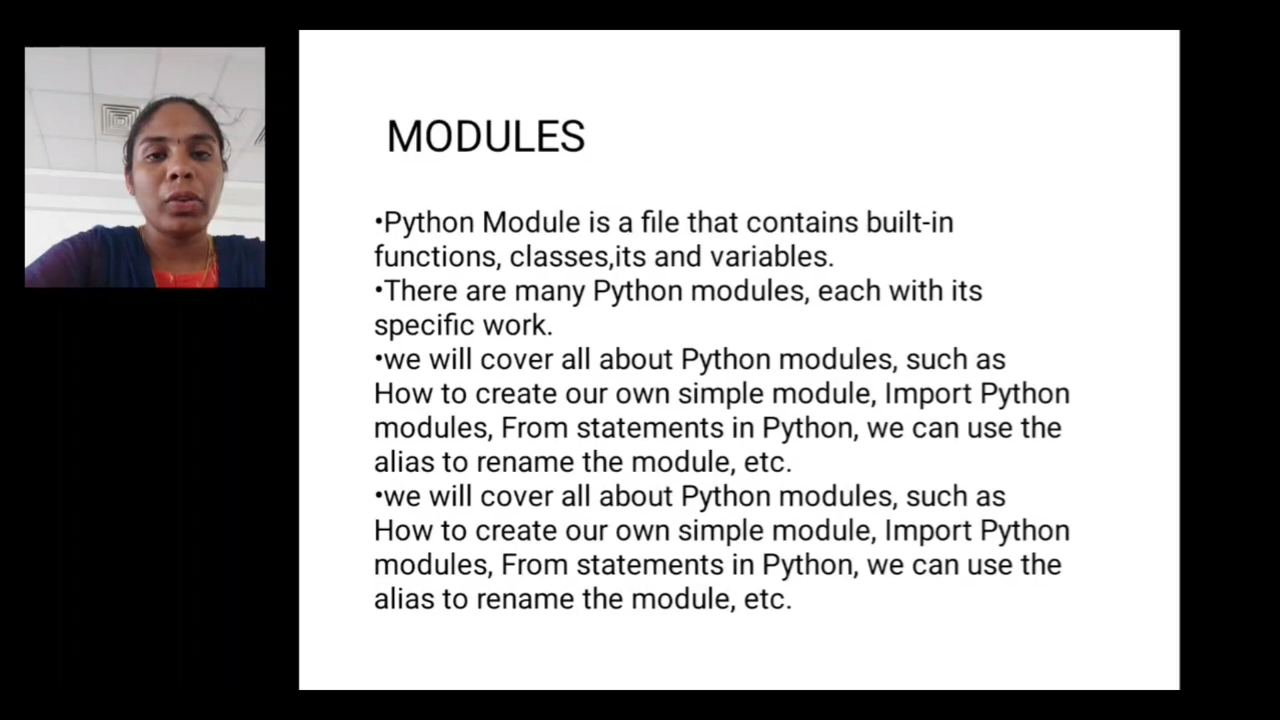 MODULES
•Python Module is a file that contains built-in
functions, classes,its and variables.
•There are many Python modules, each with its
specific work.
•we will cover all about Python modules, such as
How to create our own simple module, Import Python
modules, From statements in Python, we can use the
alias to rename the module, etc.
•we will cover all about Python modules, such as
How to create our own simple module, Import Python
modules, From statements in Python, we can use the
alias to rename the module, etc.